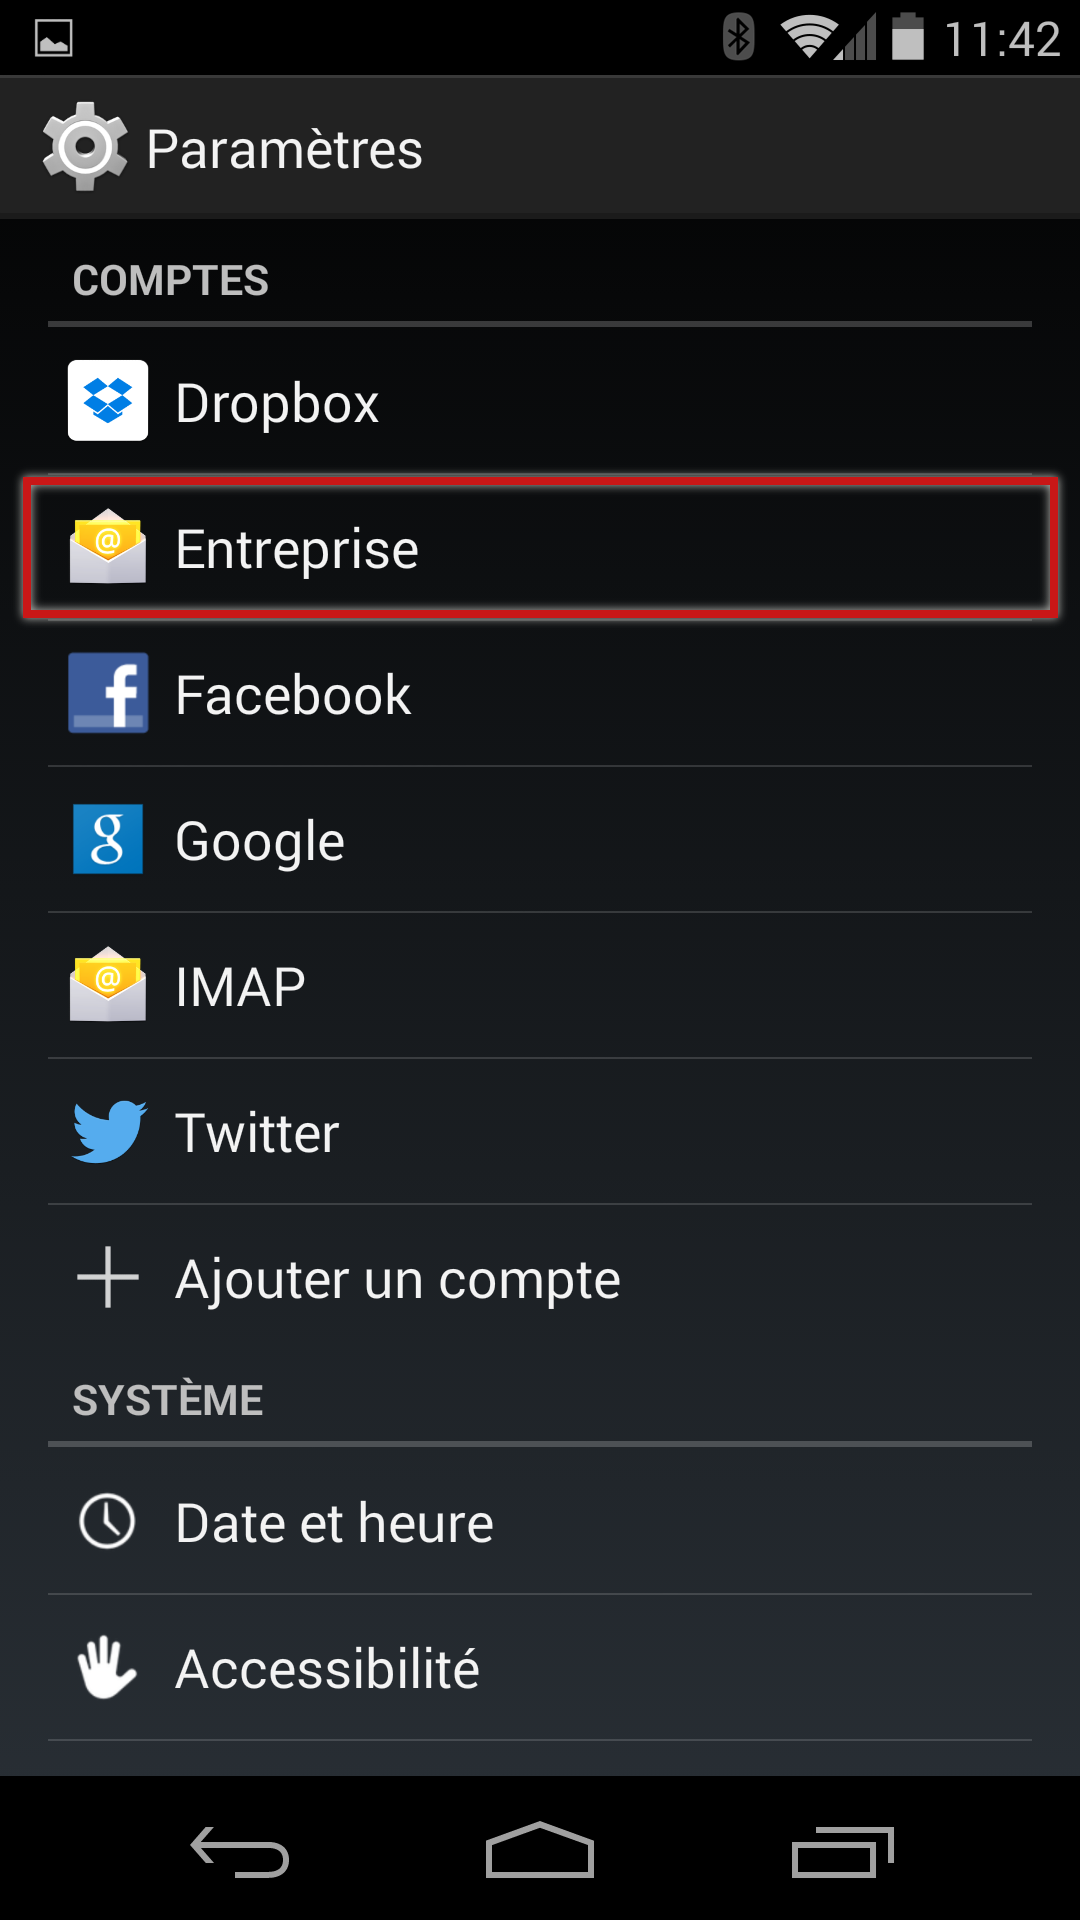 11:42
Paramètres
COMPTES
Dropbox
@
Entreprise
f
Facebook
g
Google
@
IMAP
Twitter
Ajouter un compte
SYSTÈME
Date et heure
Accessibilité